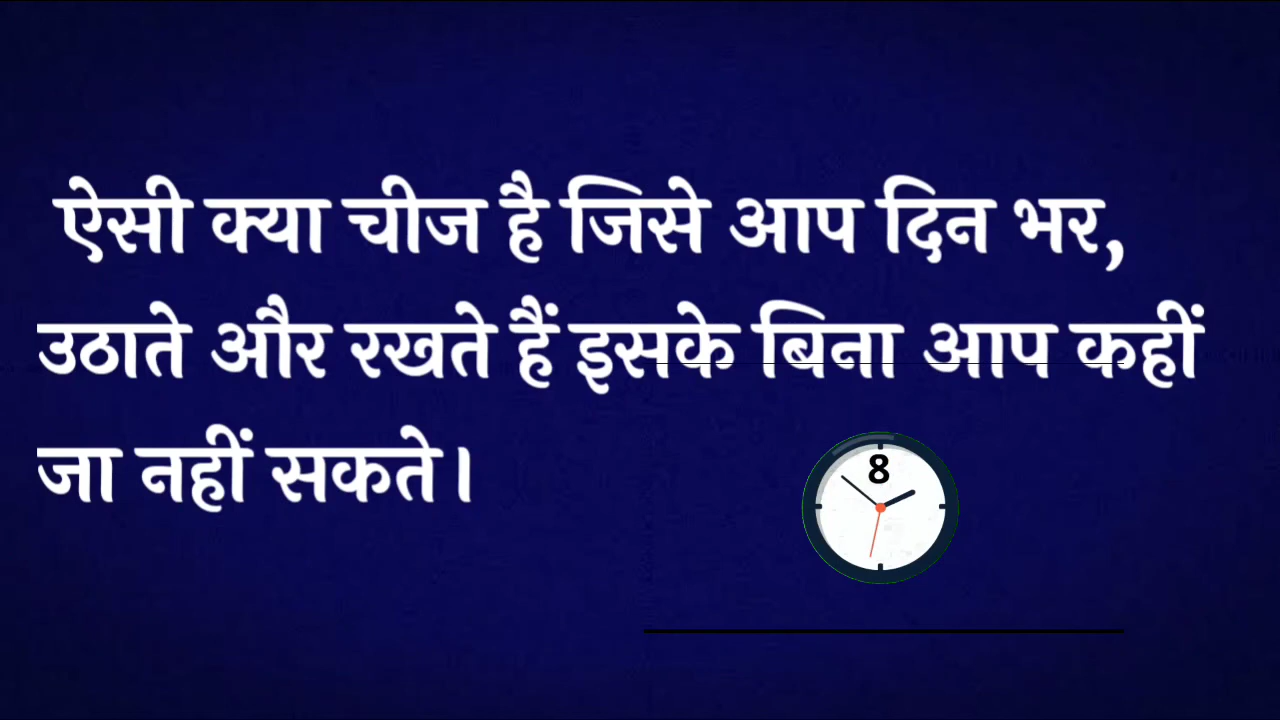 ऐसी क्या चीज है जिसे आप दिन भर,
उठाते और रखते हैं इसके बिना आप कहीं
जा नहीं सकते।
8